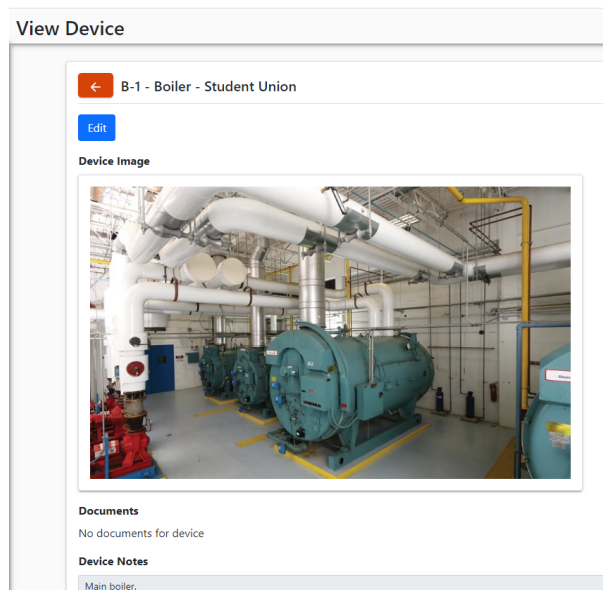 View Device
B-1 - Boiler - Student Union
Edit
Device Image
Documents
No documents for device
Device Notes
Main boiler.